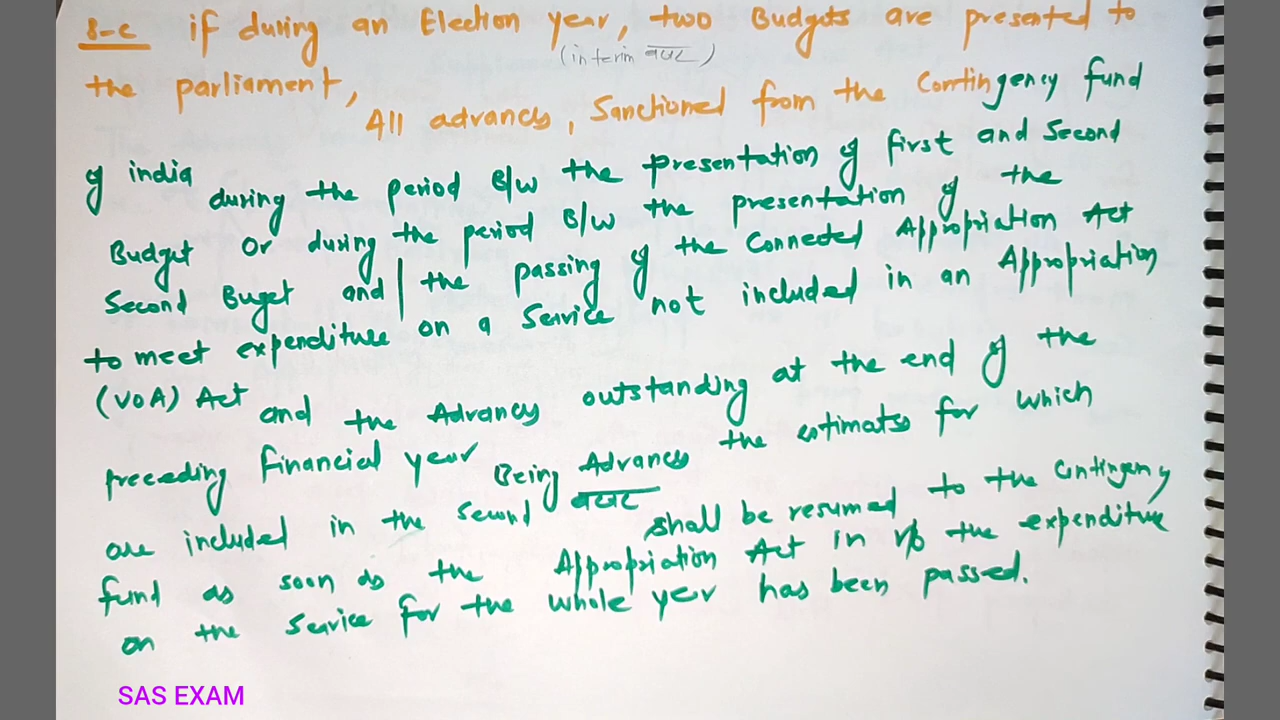 8-c if during an Election year, two Budgets are presented to
(interim बजट)
the parliament, All advances, Sanctioned from the Contingency fund
of india during the period B/w the presentation of first and Second
Budget or during the period B/w the presentation of the
Second Buget and | the passing of the Connected Appropriation Act
to meet expenditure on a Service not included in an Appropriation
(VOA) Act and the Advances outstanding at the end of the
preceding financial year Being Advances the estimates for which
are included in the Second बजट shall be resumed to the Contingency
fund as soon as the Appropriation Act in r/o the expenditure
on the Service for the whole year has been passed.
SAS EXAM